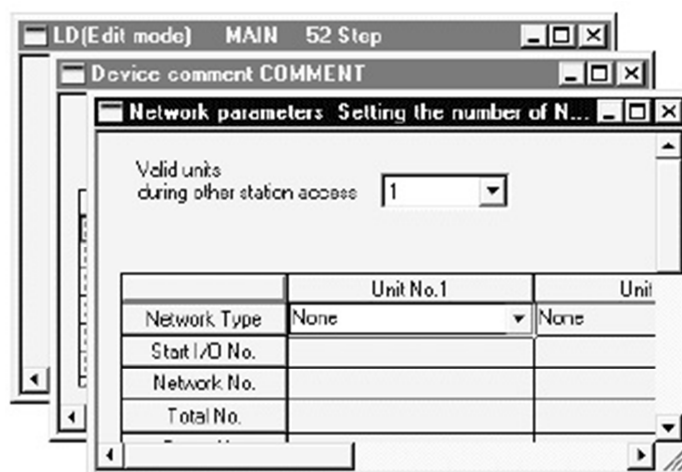 LD(Edit mode) MAIN 52 Step
Device comment COMMENT
Network parameters Setting the number of N...
Valid units
during other station access 1
Unit No.1 Unit
Network Type None None
Start I/O No.
Network No.
Total No.